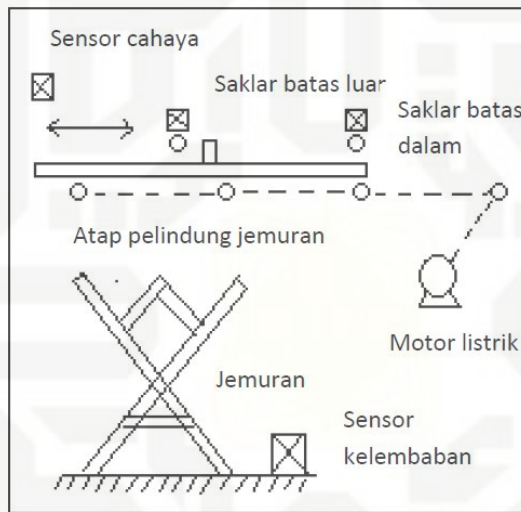 Sensor cahaya
Saklar batas luar
Saklar batas
dalam
Atap pelindung jemuran
Motor listrik
Jemuran
Sensor
kelembaban